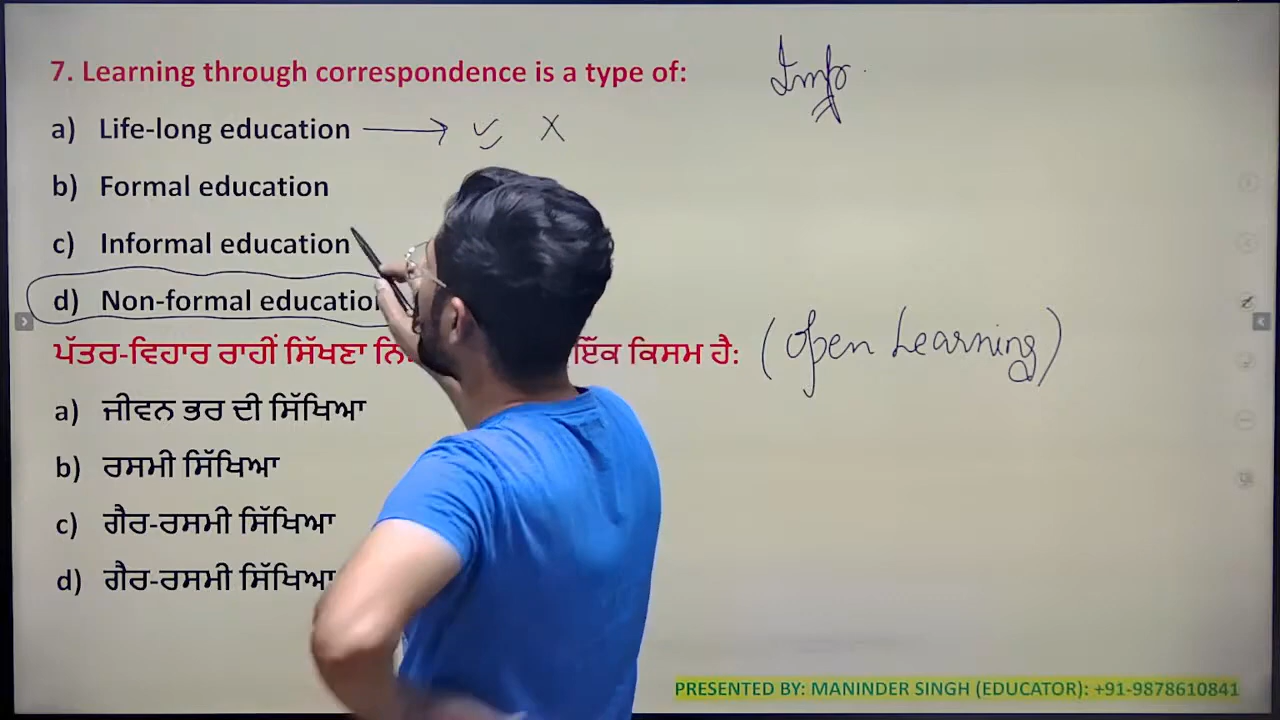 7. Learning through correspondence is a type of:
Imp
a) Life-long education
b) Formal education
c) Informal education
d) Non-formal educatio
ਪੱਤਰ-ਵਿਹਾਰ ਰਾਹੀਂ ਸਿੱਖਣਾ ਇੱਕ ਕਿਸਮ ਹੈ: (Open Learning)
a) ਜੀਵਨ ਭਰ ਦੀ ਸਿੱਖਿਆ
b) ਰਸਮੀ ਸਿੱਖਿਆ
c) ਗੈਰ-ਰਸਮੀ ਸਿੱਖਿਆ
d) ਗੈਰ-ਰਸਮੀ ਸਿੱਖਿਆ
PRESENTED BY: MANINDER SINGH (EDUCATOR): +91-9878610841